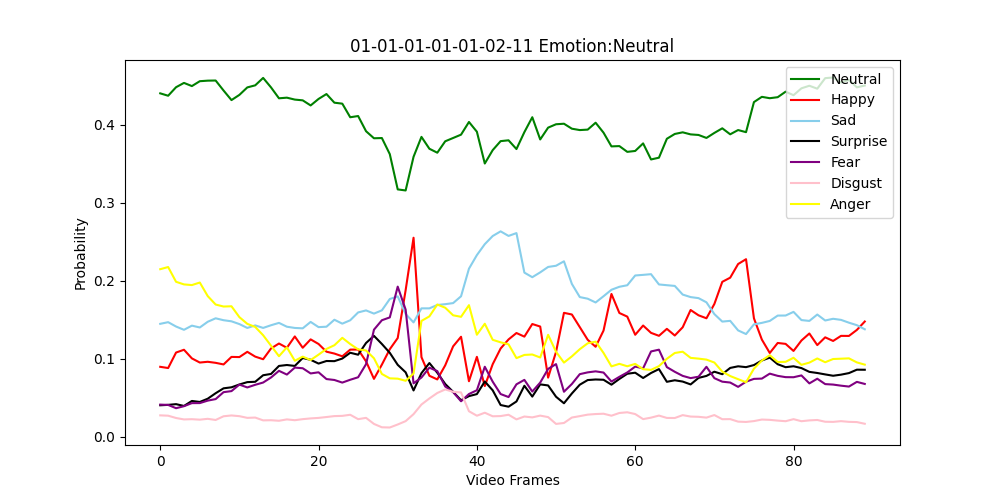 01-01-01-01-01-02-11 Emotion:Neutral
Neutral
Happy
Sad
Surprise
Fear
Disgust
Anger
Probability
0.4
0.3
0.2
0.1
0.0
0 20 40 60 80
Video Frames